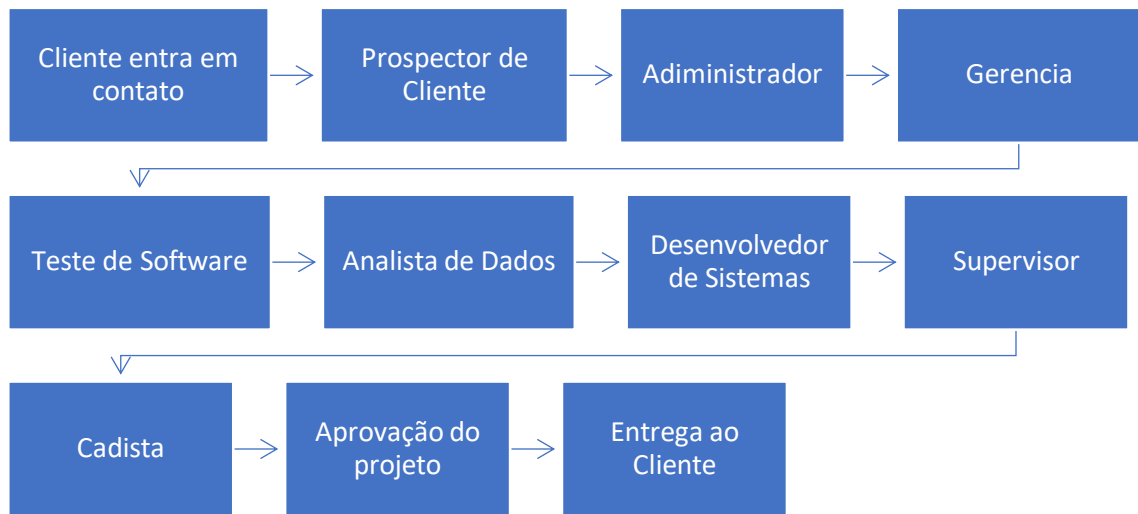 Cliente entra em
contato
Prospector de
Cliente
Adiministrador
Gerencia
Teste de Software
Analista de Dados
Desenvolvedor
de Sistemas
Supervisor
Cadista
Aprovação do
projeto
Entrega ao
Cliente